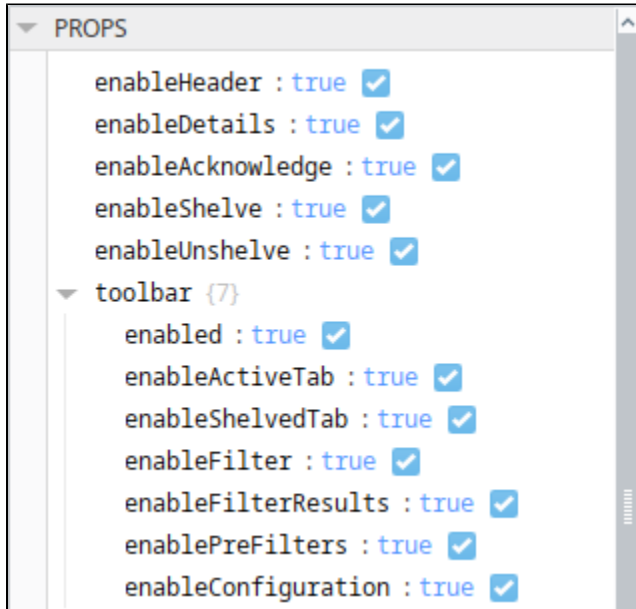 PROPS
enableHeader : true
enableDetails : true
enableAcknowledge : true
enableShelve : true
enableUnshelve : true
toolbar {7}
enabled : true
enableActiveTab : true
enableShelvedTab : true
enableFilter : true
enableFilterResults : true
enablePreFilters : true
enableConfiguration : true